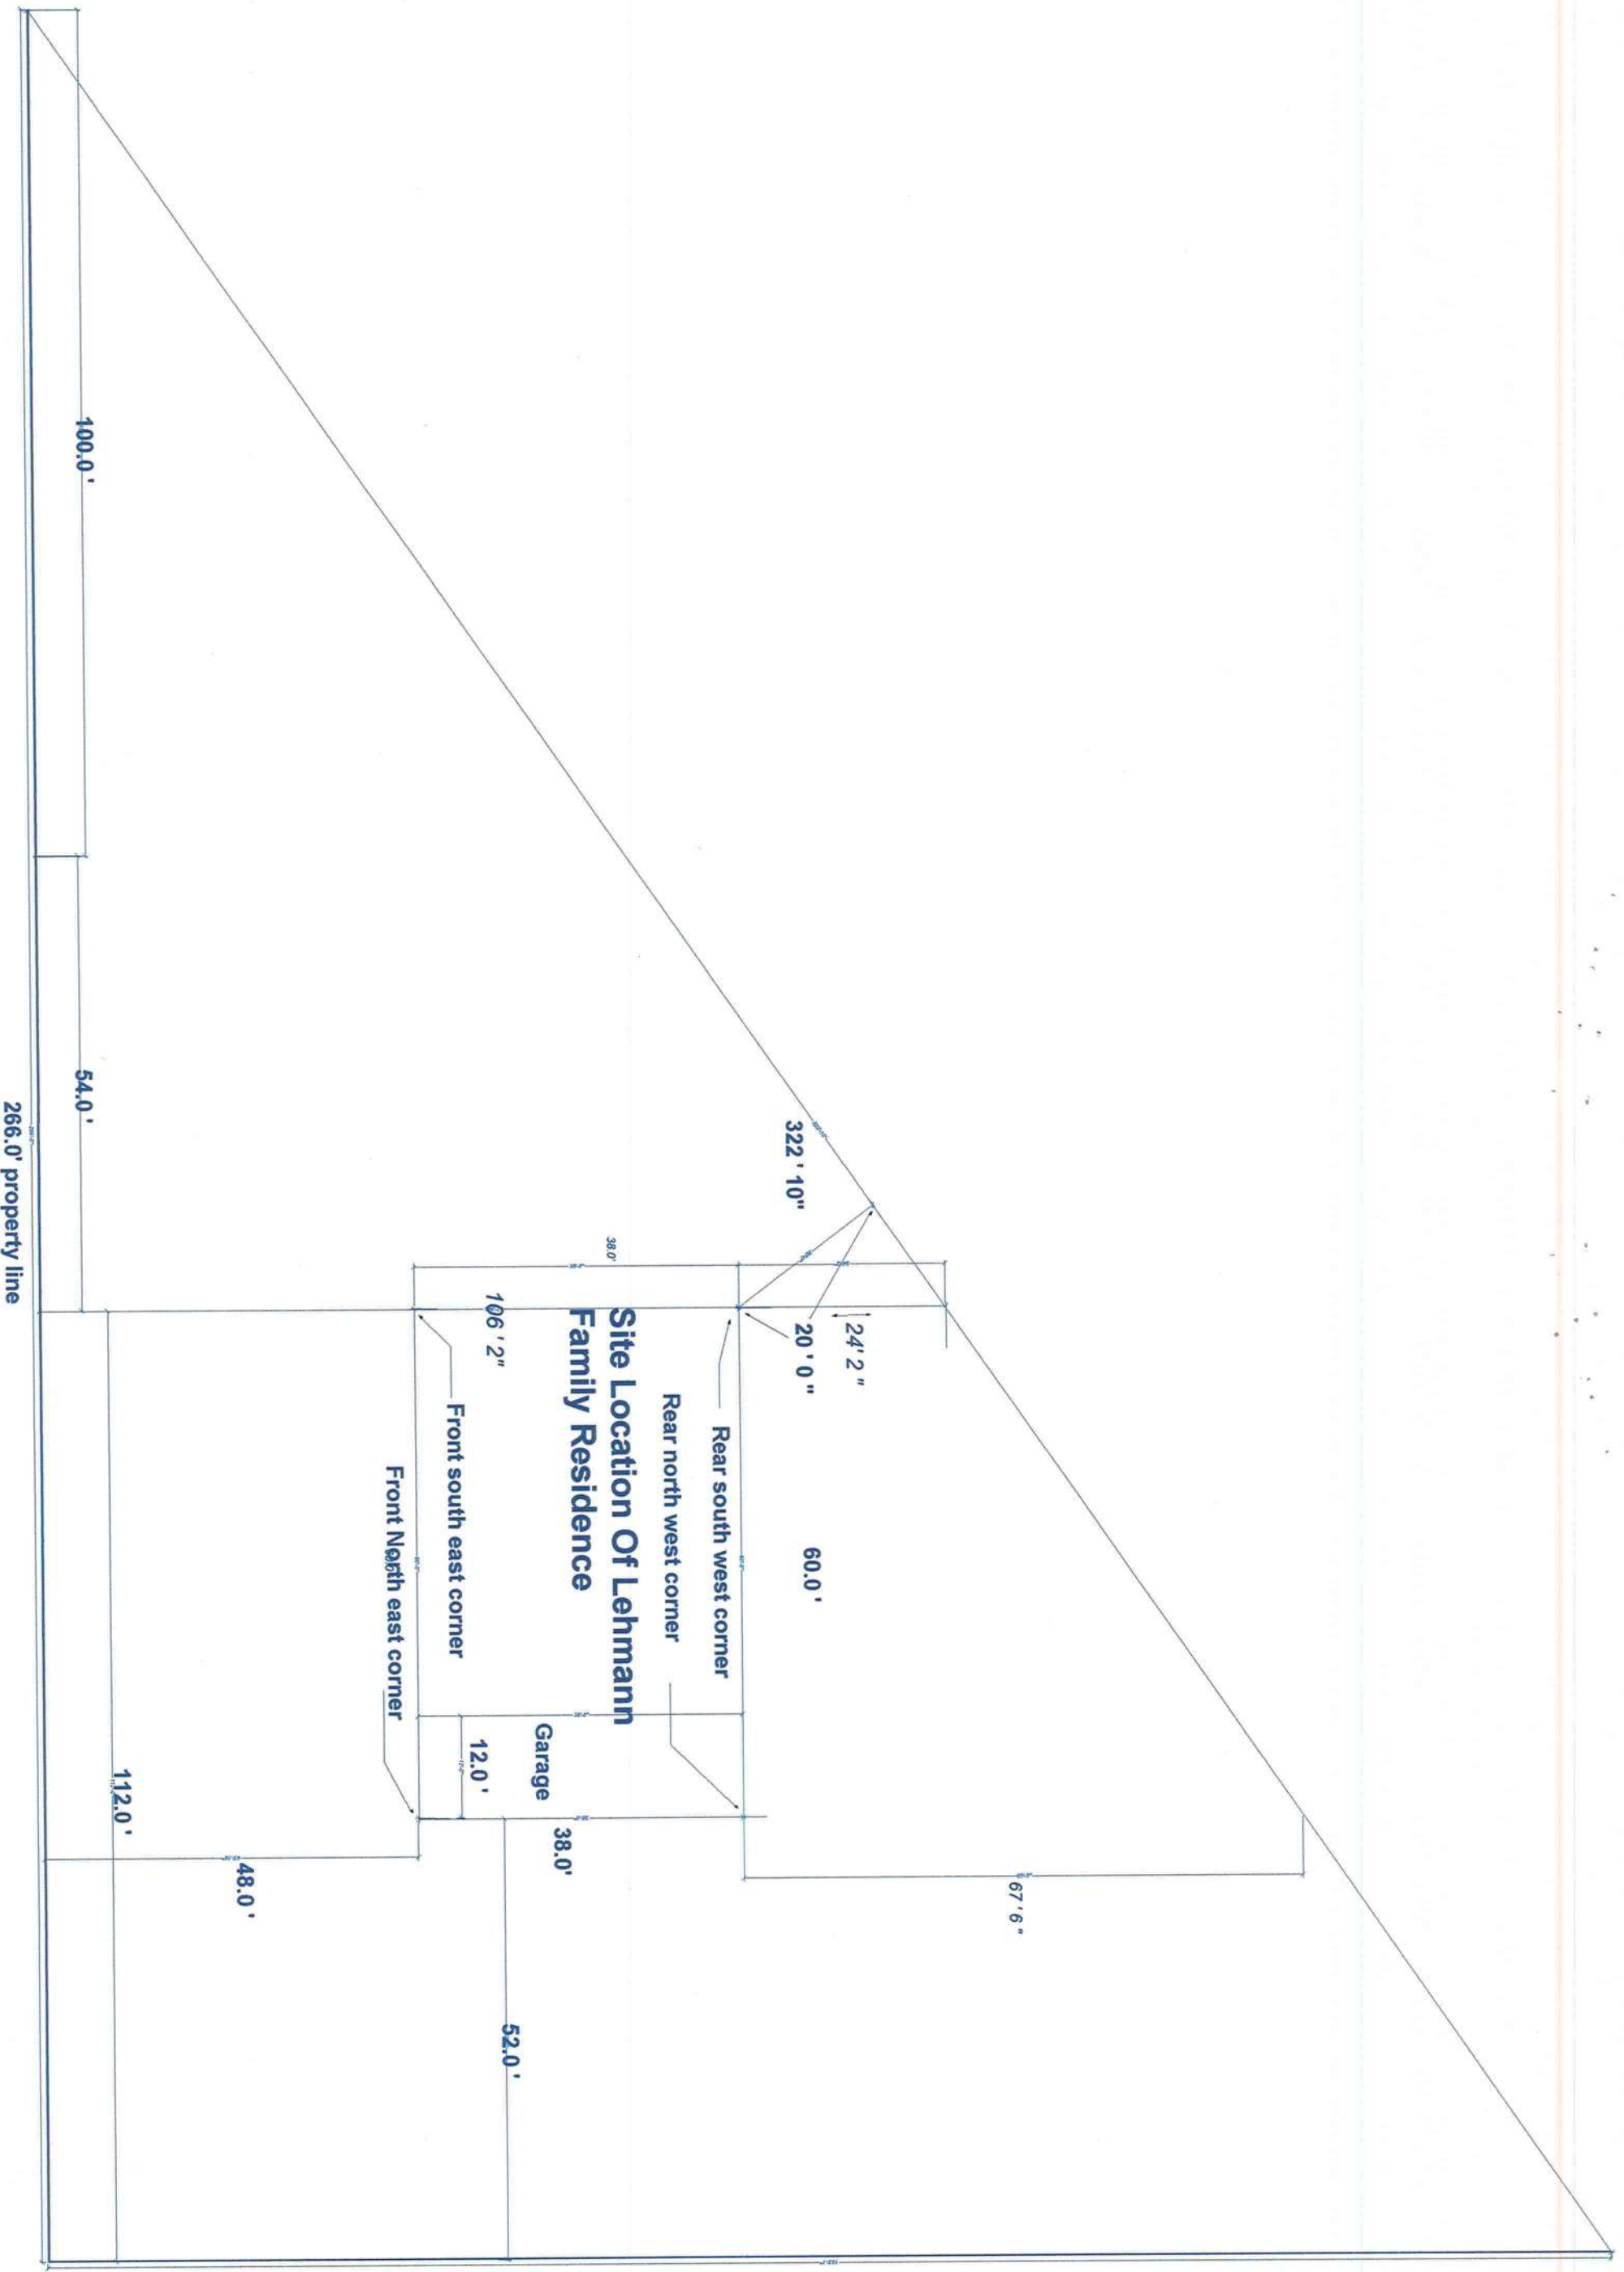 322 ' 10"
67 ' 6 "
24' 2 "
20 ' 0 "
60.0 '
Rear south west corner
Rear north west corner
Site Location Of Lehmann
Family Residence
38.0'
Garage
38.0'
52.0 '
12.0 '
106 ' 2"
Front south east corner
Front North east corner
48.0 '
112.0 '
100.0 '
54.0 '
266.0' property line